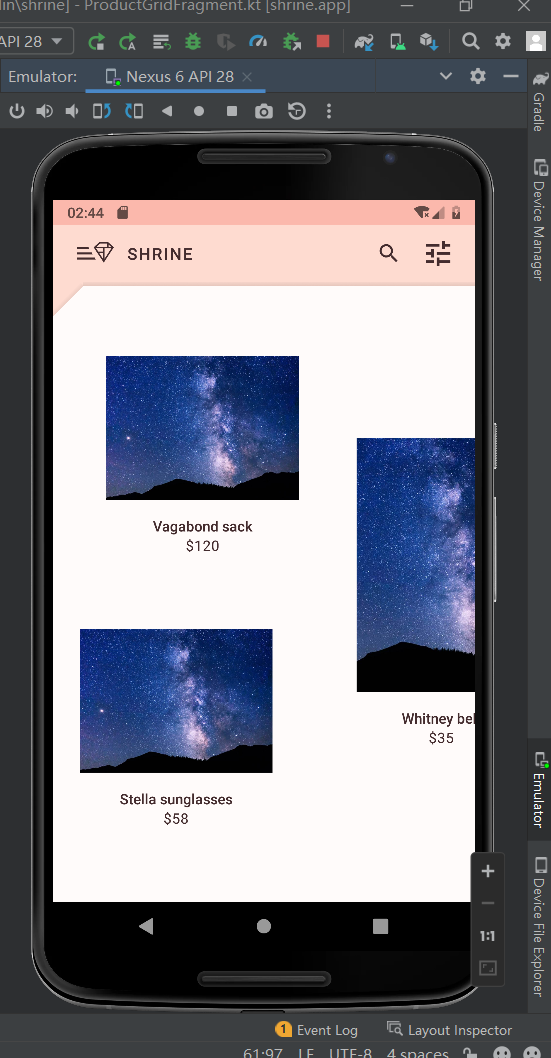 lin\shrine] – ...\ProductGridFragment.kt [shrine.app]
API 28
Emulator: Nexus 6 API 28
Gradle
Device Manager
02:44
SHRINE
Vagabond sack
$120
Whitney bel
$35
Stella sunglasses
$58
Emulator
1:1
Device File Explorer
1 Event Log Layout Inspector
61:97 LF UTF-8 4 spaces